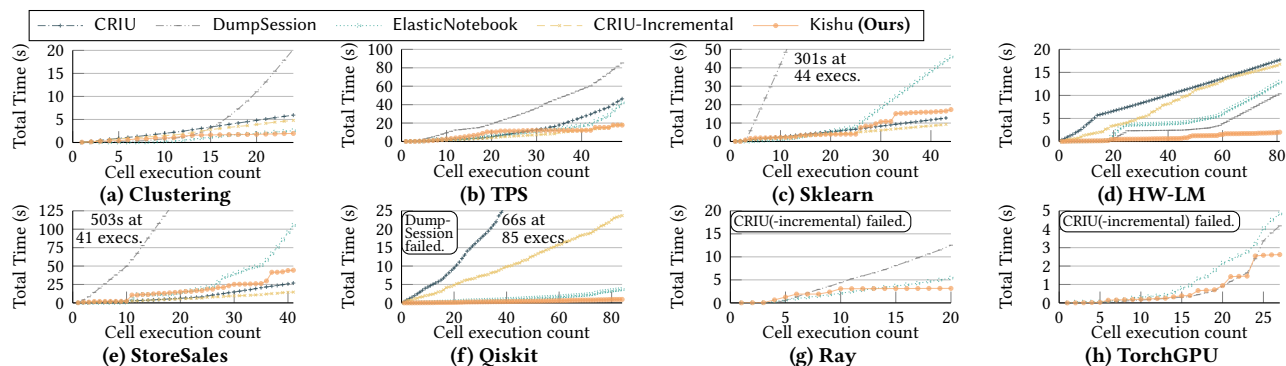 CRIU DumpSession ElasticNotebook CRIU-Incremental Kishu (Ours)
Total Time (s)
20
15
10
5
0
0 5 10 15 20
Cell execution count
(a) Clustering
Total Time (s)
100
80
60
40
20
0
0 10 20 30 40
Cell execution count
(b) TPS
Total Time (s)
50
40
30
20
10
0
301s at
44 execs.
0 10 20 30 40
Cell execution count
(c) Sklearn
Total Time (s)
20
15
10
5
0
0 20 40 60 80
Cell execution count
(d) HW-LM
Total Time (s)
125
100
75
50
25
0
503s at
41 execs.
0 10 20 30 40
Cell execution count
(e) StoreSales
Total Time (s)
25
20
15
10
5
0
Dump-
Session
failed.
66s at
85 execs.
0 20 40 60 80
Cell execution count
(f) Qiskit
Total Time (s)
20
15
10
5
0
CRIU(-incremental) failed.
0 5 10 15 20
Cell execution count
(g) Ray
Total Time (s)
5
4
3
2
1
0
CRIU(-incremental) failed.
0 5 10 15 20 25
Cell execution count
(h) TorchGPU